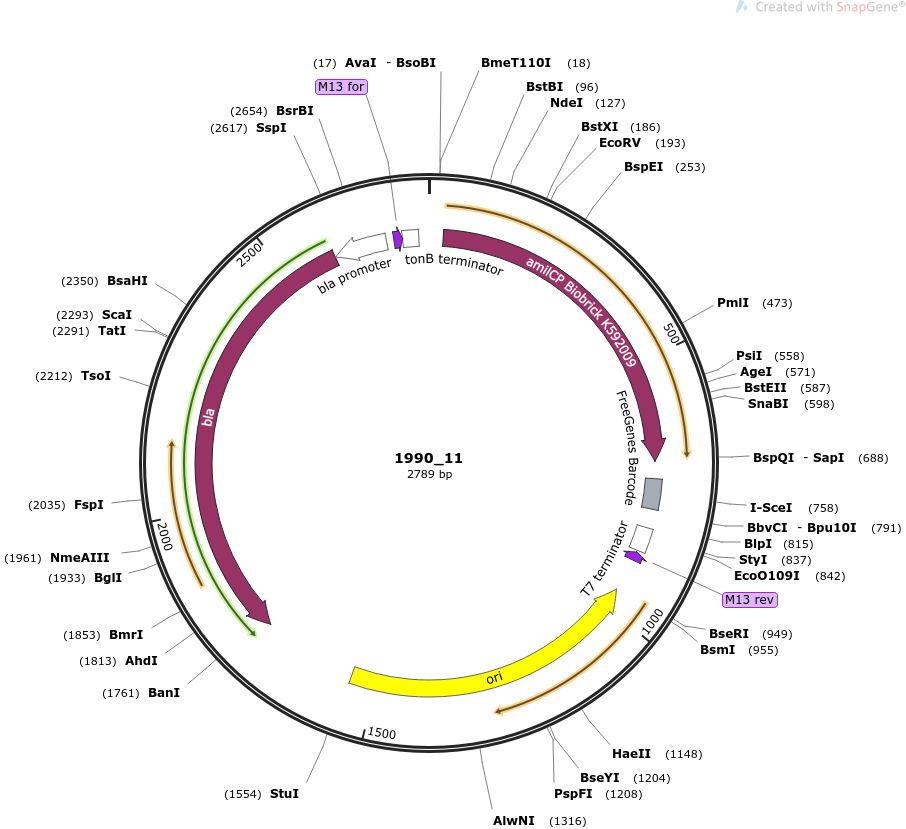 Created with SnapGene®
(17) AvaI - BsoBI
BmeT110I (18)
M13 for
BstBI (96)
NdeI (127)
(2654) BsrBI
(2617) SspI
BstXI (186)
EcoRV (193)
BspEI (253)
2500
bla promoter
tonB terminator
amilCP Biobrick K592009
(2350) BsaHI
(2293) ScaI
(2291) TatI
(2212) TsoI
PmlI (473)
500
PsiI (558)
AgeI (571)
BstEII (587)
SnaBI (598)
bla
FreeGenes Barcode
1990_11
2789 bp
BspQI - SapI (688)
(2035) FspI
2000
I-SceI (758)
BbvCI - Bpu10I (791)
BlpI (815)
StyI (837)
EcoO109I (842)
(1961) NmeAIII
(1933) BglI
T7 terminator
M13 rev
1000
BseRI (949)
BsmI (955)
(1853) BmrI
(1813) AhdI
(1761) BanI
ori
1500
HaeII (1148)
BseYI (1204)
PspFI (1208)
(1554) StuI
AlwNI (1316)